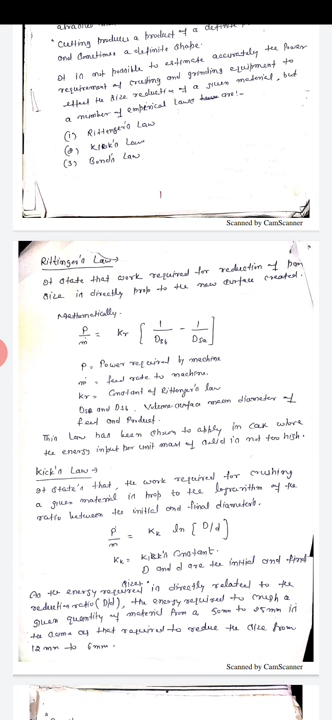 • Cutting produces a product of a definite
and sometimes a definite shape.
It is not possible to estimate accurately the Power
requirement of crushing and grinding equipment to
effect the size reduction of a given material, but
a number of empirical laws have are:-
(1) Rittenger's Law
(2) Kirk's Law
(3) Bond's Law
1
Scanned by CamScanner
Rittinger's Law→
It state that work required for reduction of
size is directly prop to the new surface created.
Mathematically.
P/m = Kr [ 1/Dsb - 1/Dsa ]
P = Power required by machine
m = feed rate to machine.
Kr = Constant of Rittenger's law
Dsa and Dsb, Volume surface mean diameter of
feed and Product.
This Law has been shown to apply in case where
the energy input per unit mass of solid is not too high.
Kick's Law →
It state's that, the work required for crushing
a given material is prop to the logarithm of the
ratio between the initial and final diameters.
P/m = Kk ln [D/d]
Kk = Kirk's Constant.
D and d are the initial and final
sizes.
As the energy required is directly related to the
reduction ratio (D/d), the energy required to crush a
given quantity of material from a 50mm to 25mm is
the same as that required to reduce the size from
12 mm to 6mm.
Scanned by CamScanner